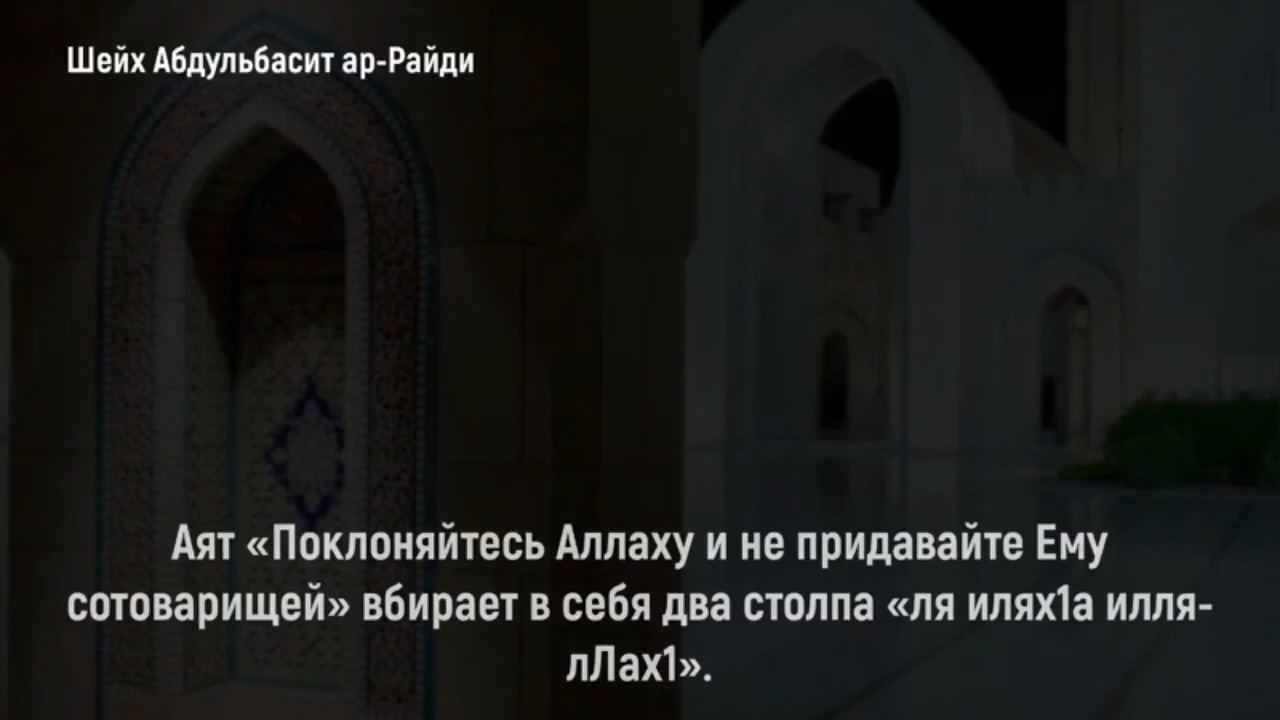 Шейх Абдульбасит ар-Райди
Аят «Поклоняйтесь Аллаху и не придавайте Ему
сотоварищей» вбирает в себя два столпа «ля илях1а илля-
лЛах1».